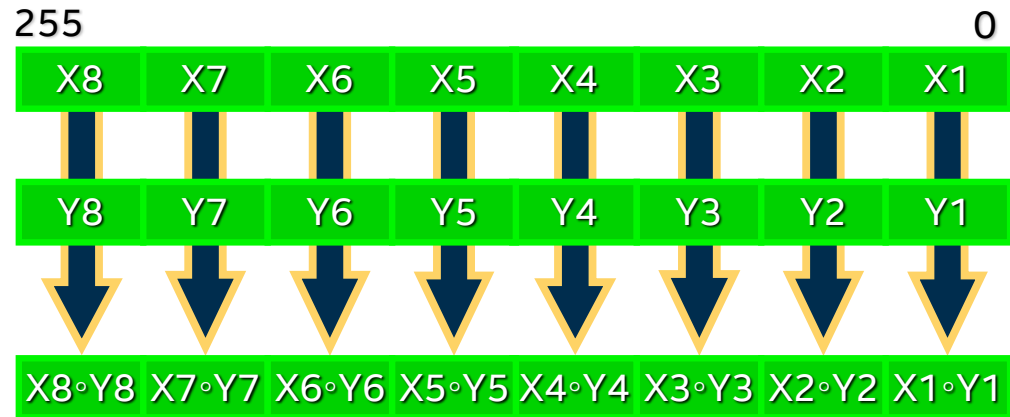 255 0
X8 X7 X6 X5 X4 X3 X2 X1
Y8 Y7 Y6 Y5 Y4 Y3 Y2 Y1
X8∘Y8 X7∘Y7 X6∘Y6 X5∘Y5 X4∘Y4 X3∘Y3 X2∘Y2 X1∘Y1